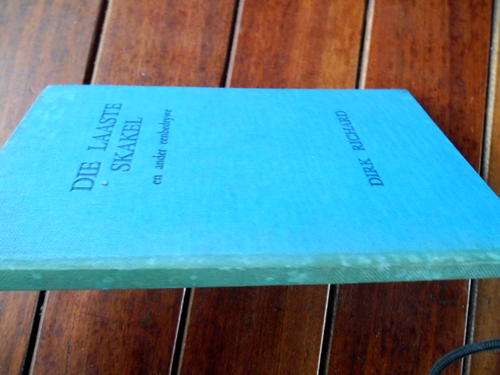 DIE LAASTE
SKAKEL
en ander eenbedrywe
DIRK RICHARD